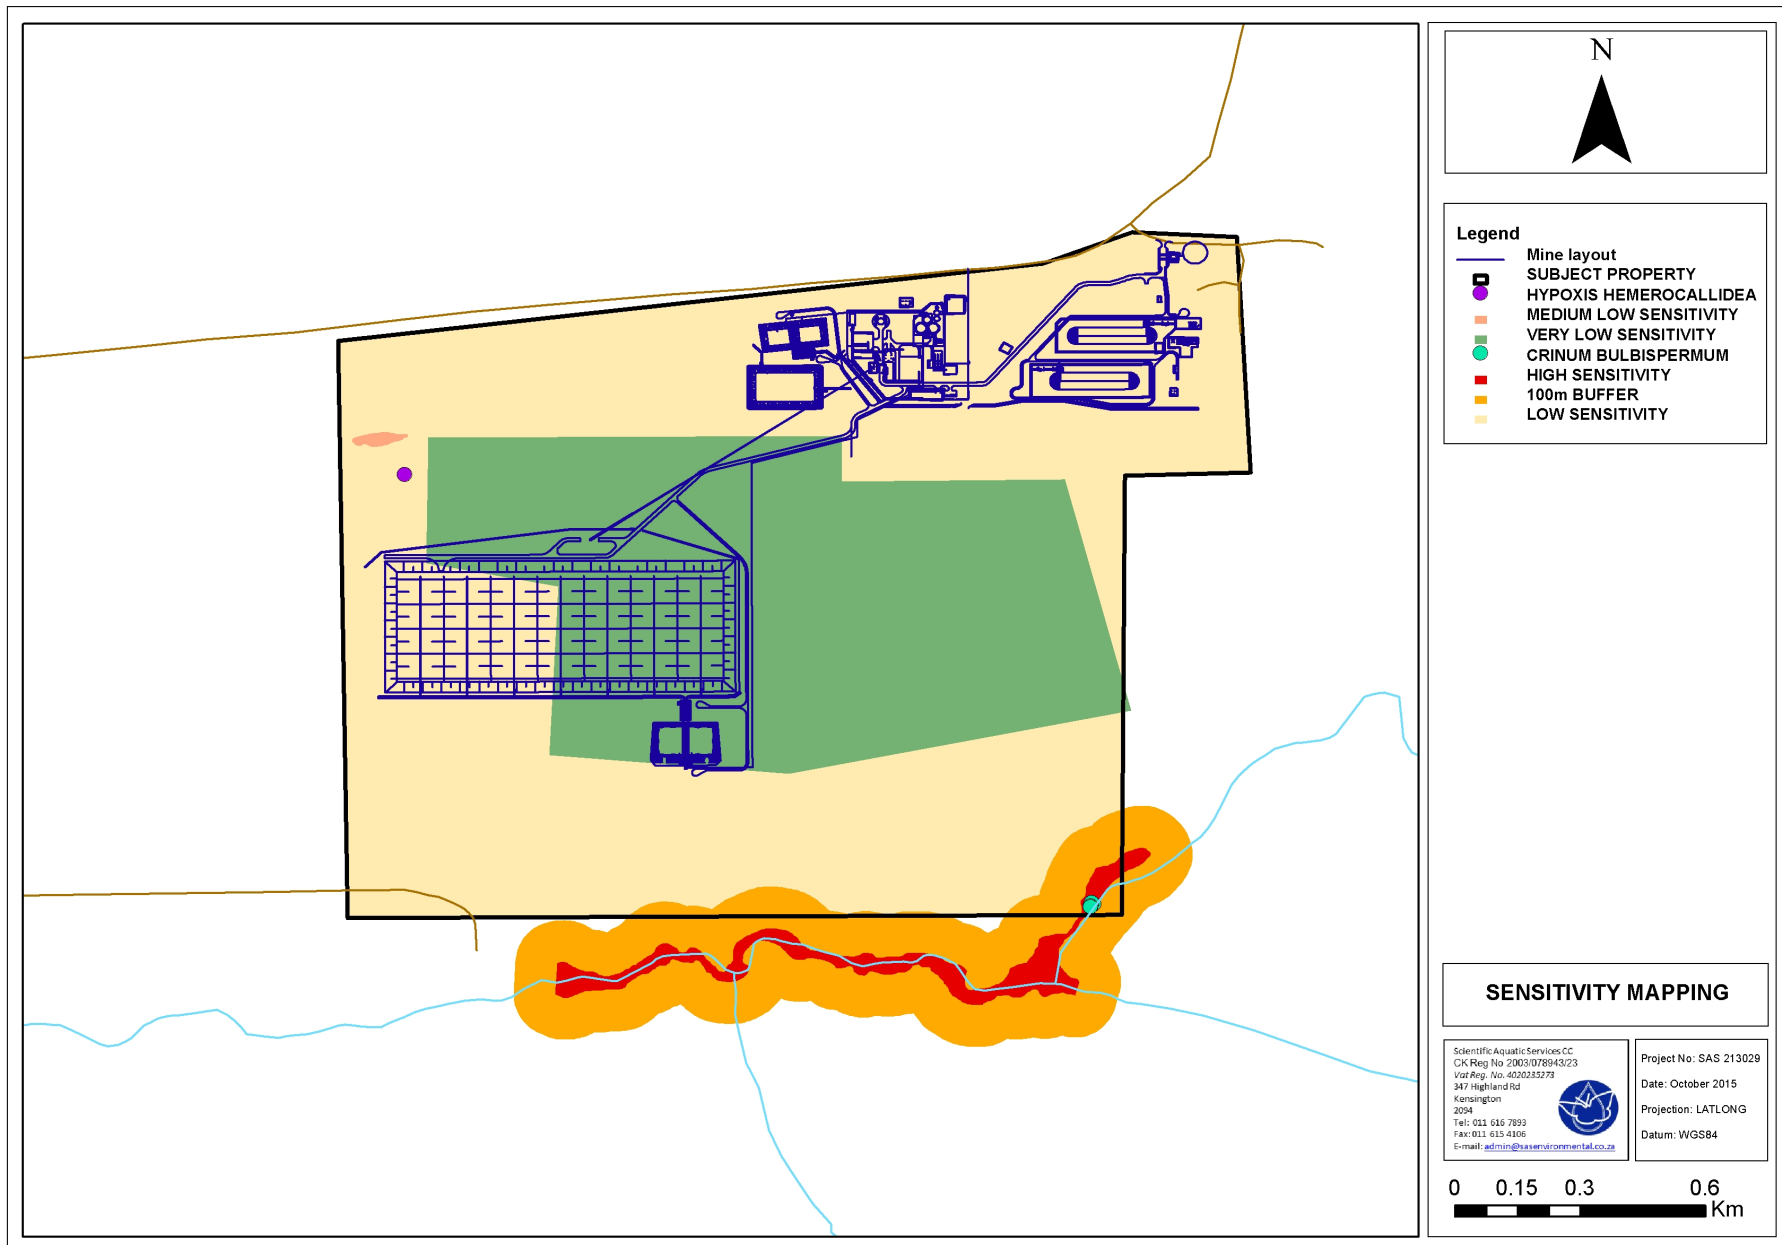 N
Legend
Mine layout
SUBJECT PROPERTY
HYPOXIS HEMEROCALLIDEA
MEDIUM LOW SENSITIVITY
VERY LOW SENSITIVITY
CRINUM BULBISPERMUM
HIGH SENSITIVITY
100m BUFFER
LOW SENSITIVITY
SENSITIVITY MAPPING
Scientific Aquatic Services CC
CK Reg No 2003/078943/23
Vat Reg. No. 4020235273
347 Highland Rd
Kensington
2094
Tel: 011 616 7893
Fax: 011 615 4106
E-mail: admin@sasenvironmental.co.za
Project No: SAS 213029
Date: October 2015
Projection: LATLONG
Datum: WGS84
0 0.15 0.3 0.6
Km